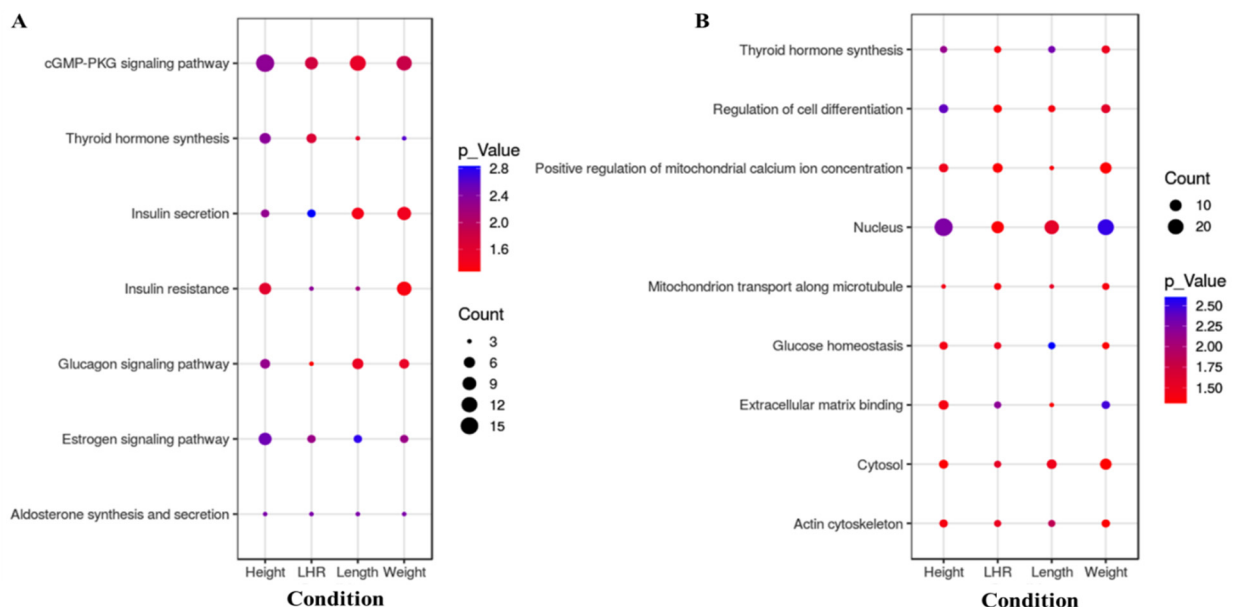 A
cGMP-PKG signaling pathway
Thyroid hormone synthesis
Insulin secretion
Insulin resistance
Glucagon signaling pathway
Estrogen signaling pathway
Aldosterone synthesis and secretion
Height LHR Length Weight
Condition
p_Value
2.8
2.4
2.0
1.6
Count
3
6
9
12
15
B
Thyroid hormone synthesis
Regulation of cell differentiation
Positive regulation of mitochondrial calcium ion concentration
Nucleus
Mitochondrion transport along microtubule
Glucose homeostasis
Extracellular matrix binding
Cytosol
Actin cytoskeleton
Height LHR Length Weight
Condition
Count
10
20
p_Value
2.50
2.25
2.00
1.75
1.50